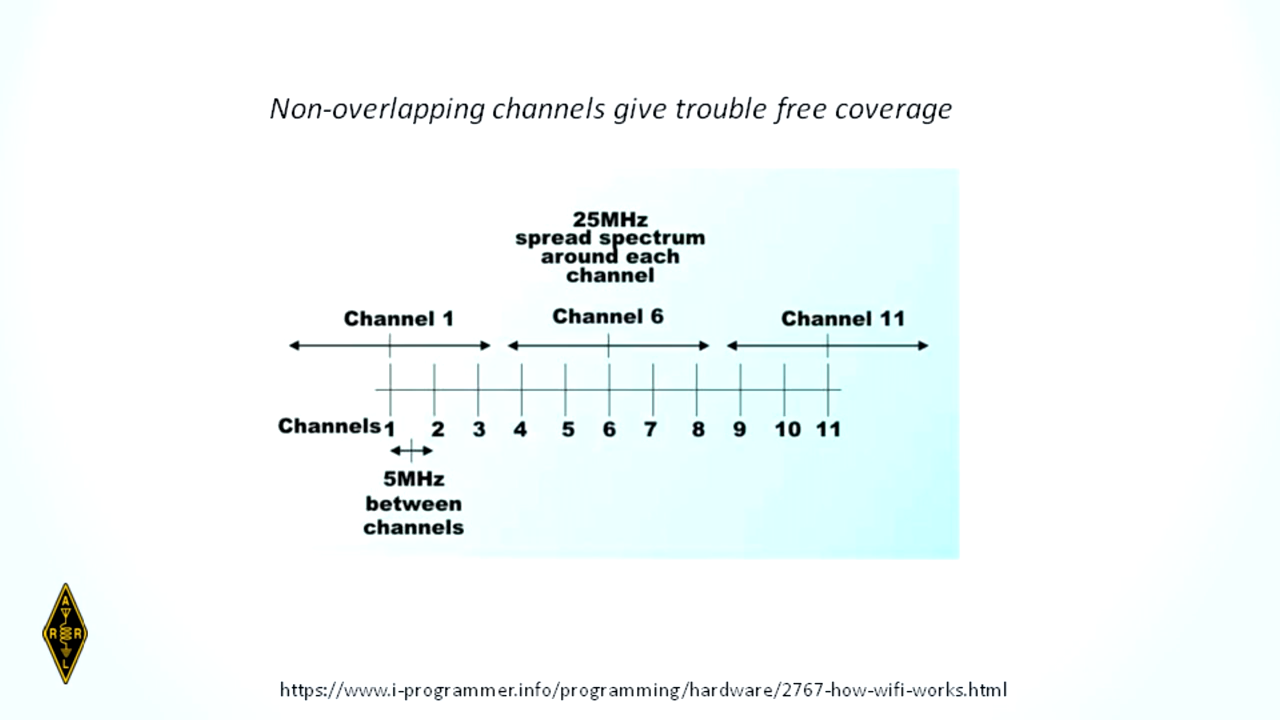 Non-overlapping channels give trouble free coverage
25MHz
spread spectrum
around each
channel
Channel 1
Channel 6
Channel 11
Channels 1 2 3 4 5 6 7 8 9 10 11
5MHz
between
channels
A
R R
L
https://www.i-programmer.info/programming/hardware/2767-how-wifi-works.html